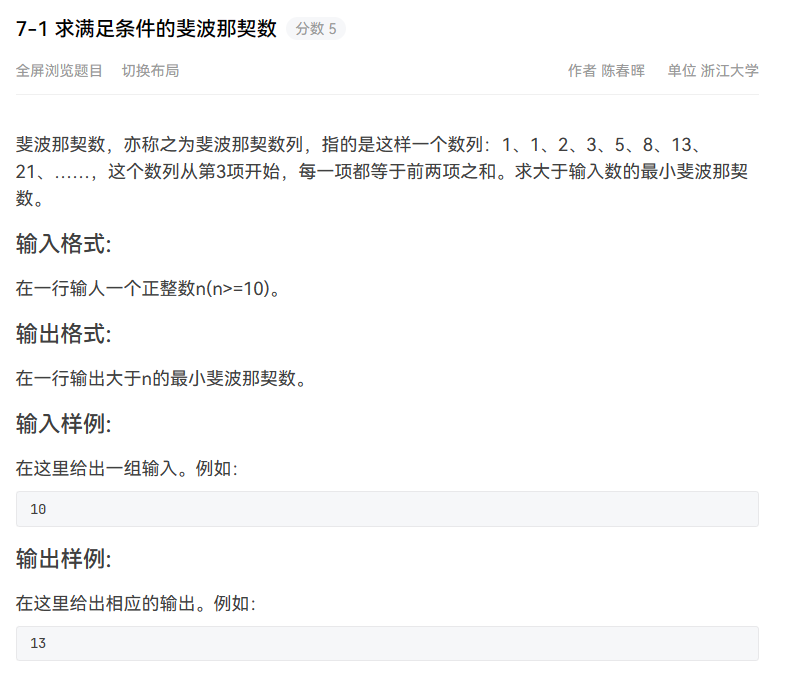 7-1 求满足条件的斐波那契数 分数 5
全屏浏览题目 切换布局 作者 陈春晖 单位 浙江大学
斐波那契数，亦称之为斐波那契数列，指的是这样一个数列：1、1、2、3、5、8、13、
21、……，这个数列从第3项开始，每一项都等于前两项之和。求大于输入数的最小斐波那契
数。
输入格式:
在一行输人一个正整数n(n>=10)。
输出格式:
在一行输出大于n的最小斐波那契数。
输入样例:
在这里给出一组输入。例如：
10
输出样例:
在这里给出相应的输出。例如：
13